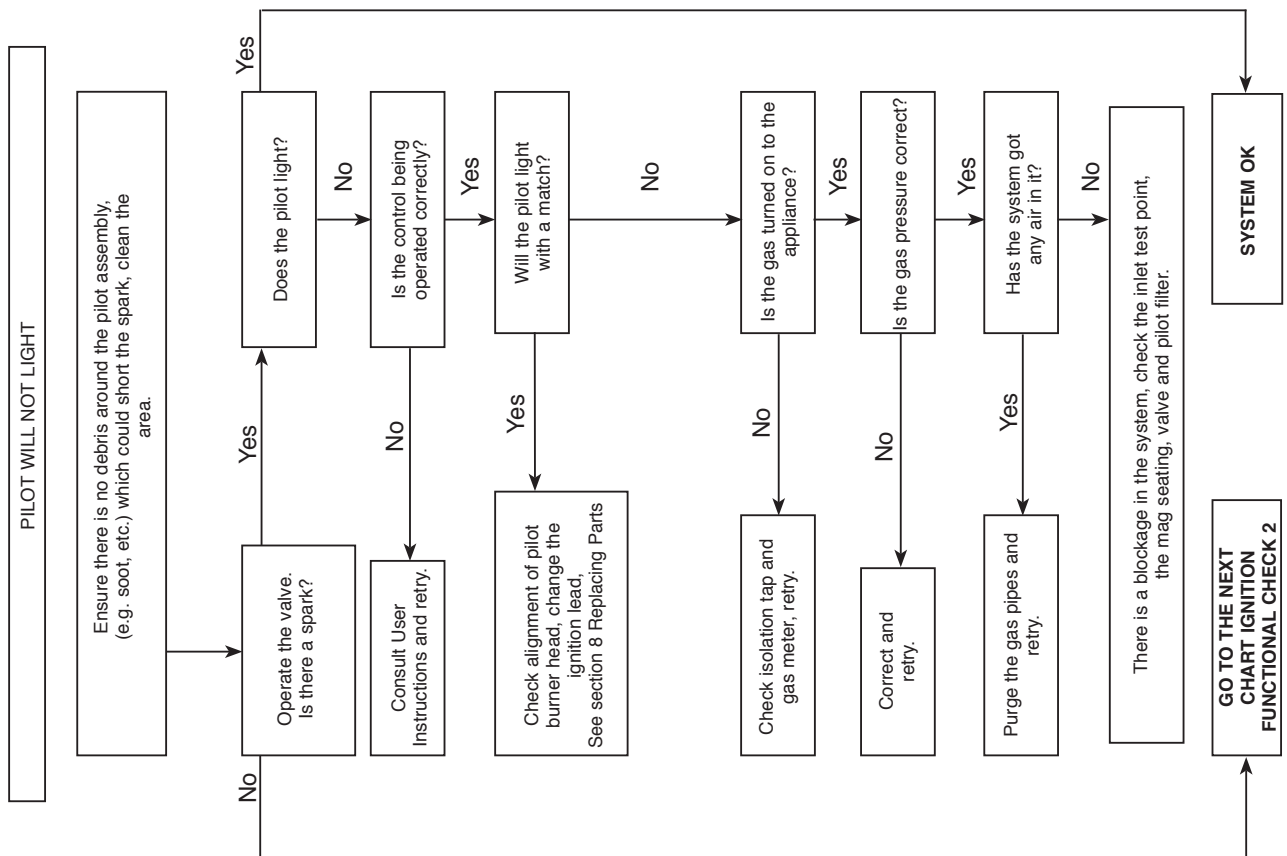 PILOT WILL NOT LIGHT
Ensure there is no debris around the pilot assembly,
(e.g. soot, etc.) which could short the spark, clean the
area.
Operate the valve.
Is there a spark?
Yes
No
Does the pilot light?
Yes
No
Is the control being
operated correctly?
No
Consult User
Instructions and retry.
Yes
Will the pilot light
with a match?
Yes
Check alignment of pilot
burner head, change the
ignition lead,
See section 8 Replacing Parts
No
Is the gas turned on to the
appliance?
No
Check isolation tap and
gas meter, retry.
Yes
Is the gas pressure correct?
No
Correct and
retry.
Yes
Has the system got
any air in it?
Yes
Purge the gas pipes and
retry.
No
There is a blockage in the system, check the inlet test point,
the mag seating, valve and pilot filter.
GO TO THE NEXT
CHART IGNITION
FUNCTIONAL CHECK 2
SYSTEM OK